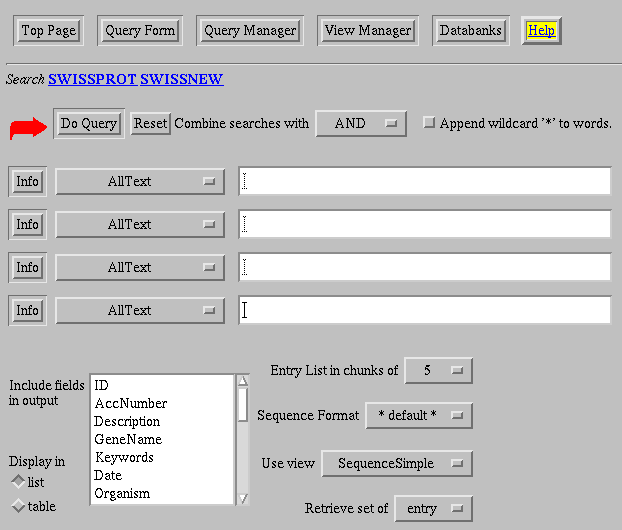 Top Page Query Form Query Manager View Manager Databanks Help
Search SWISSPROT SWISSNEW
Do Query Reset Combine searches with AND Append wildcard '*' to words.
Info AllText
Info AllText
Info AllText
Info AllText
Include fields
in output
ID
AccNumber
Description
GeneName
Keywords
Date
Organism
Display in
list
table
Entry List in chunks of 5
Sequence Format * default *
Use view SequenceSimple
Retrieve set of entry